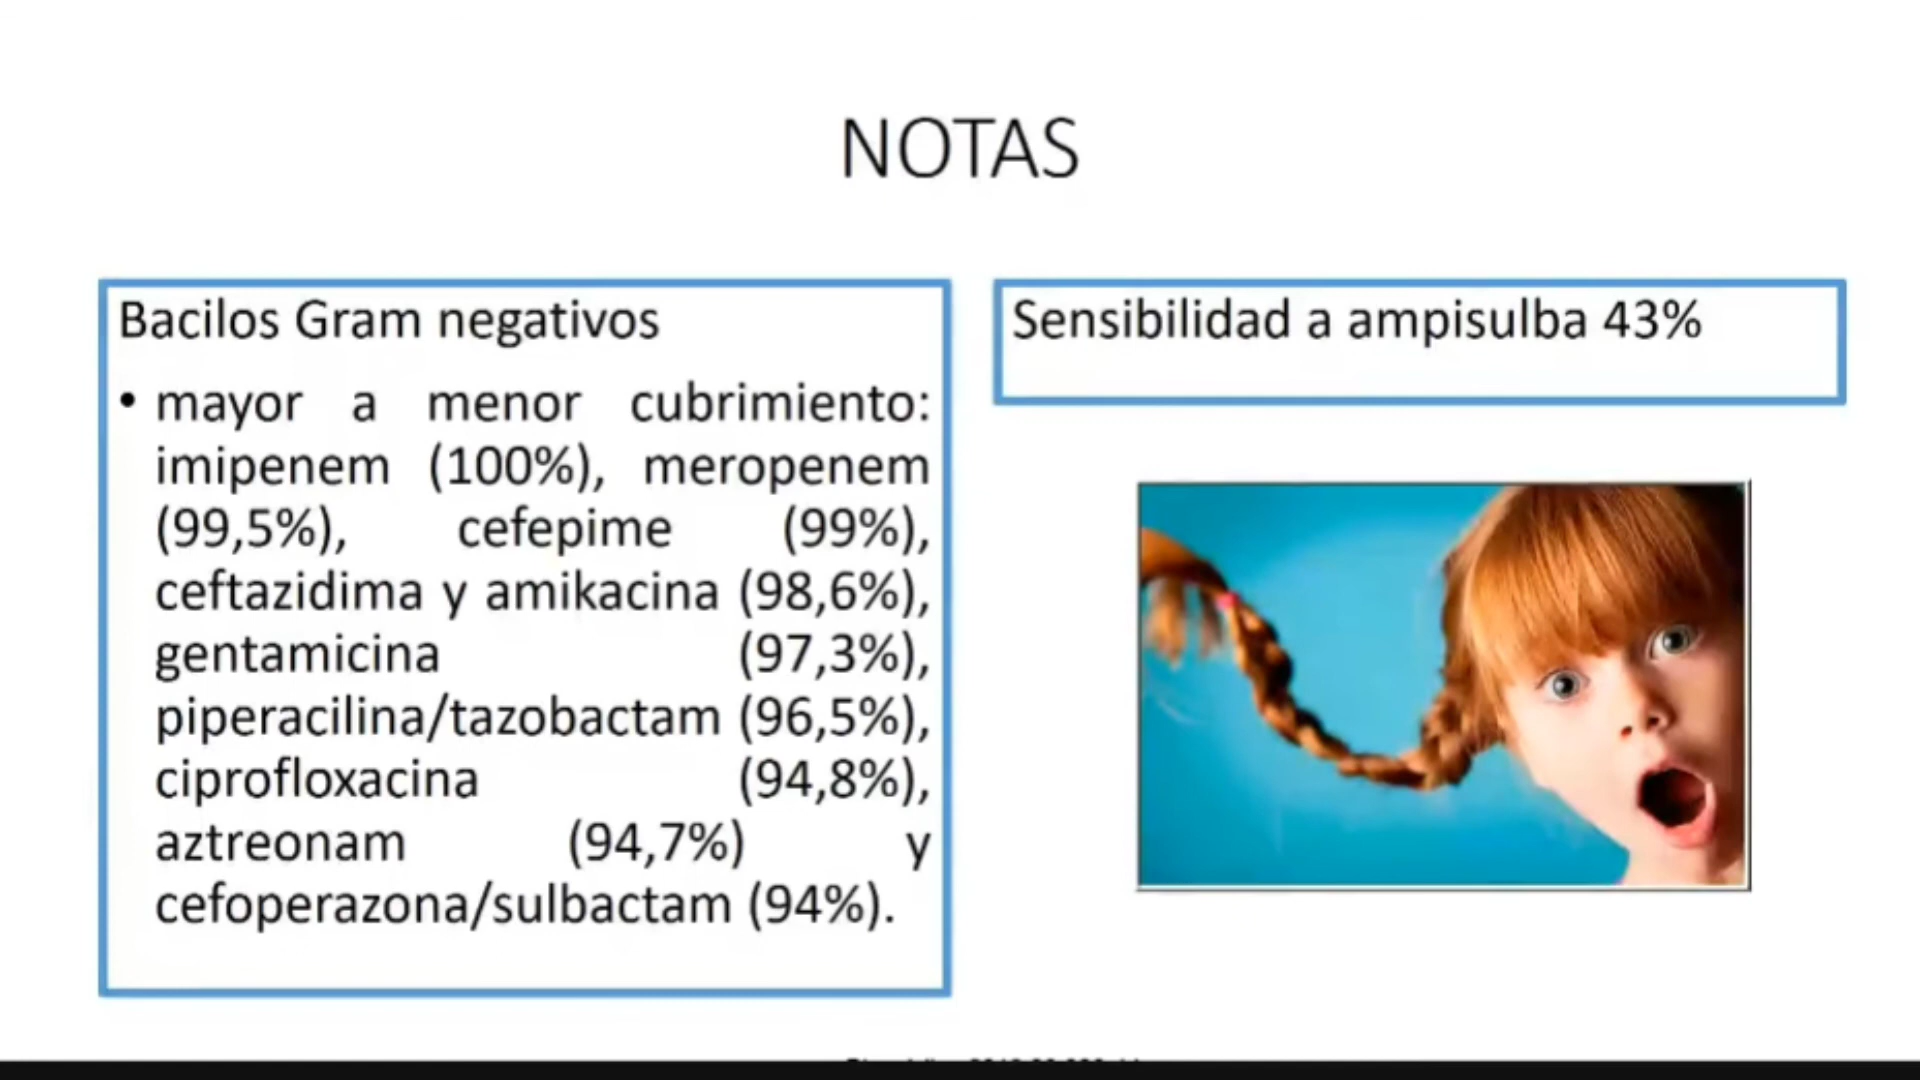 NOTAS
Bacilos Gram negativos
• mayor a menor cubrimiento:
imipenem (100%), meropenem
(99,5%), cefepime (99%),
ceftazidima y amikacina (98,6%),
gentamicina (97,3%),
piperacilina/tazobactam (96,5%),
ciprofloxacina (94,8%),
aztreonam (94,7%) y
cefoperazona/sulbactam (94%).
Sensibilidad a ampisulba 43%